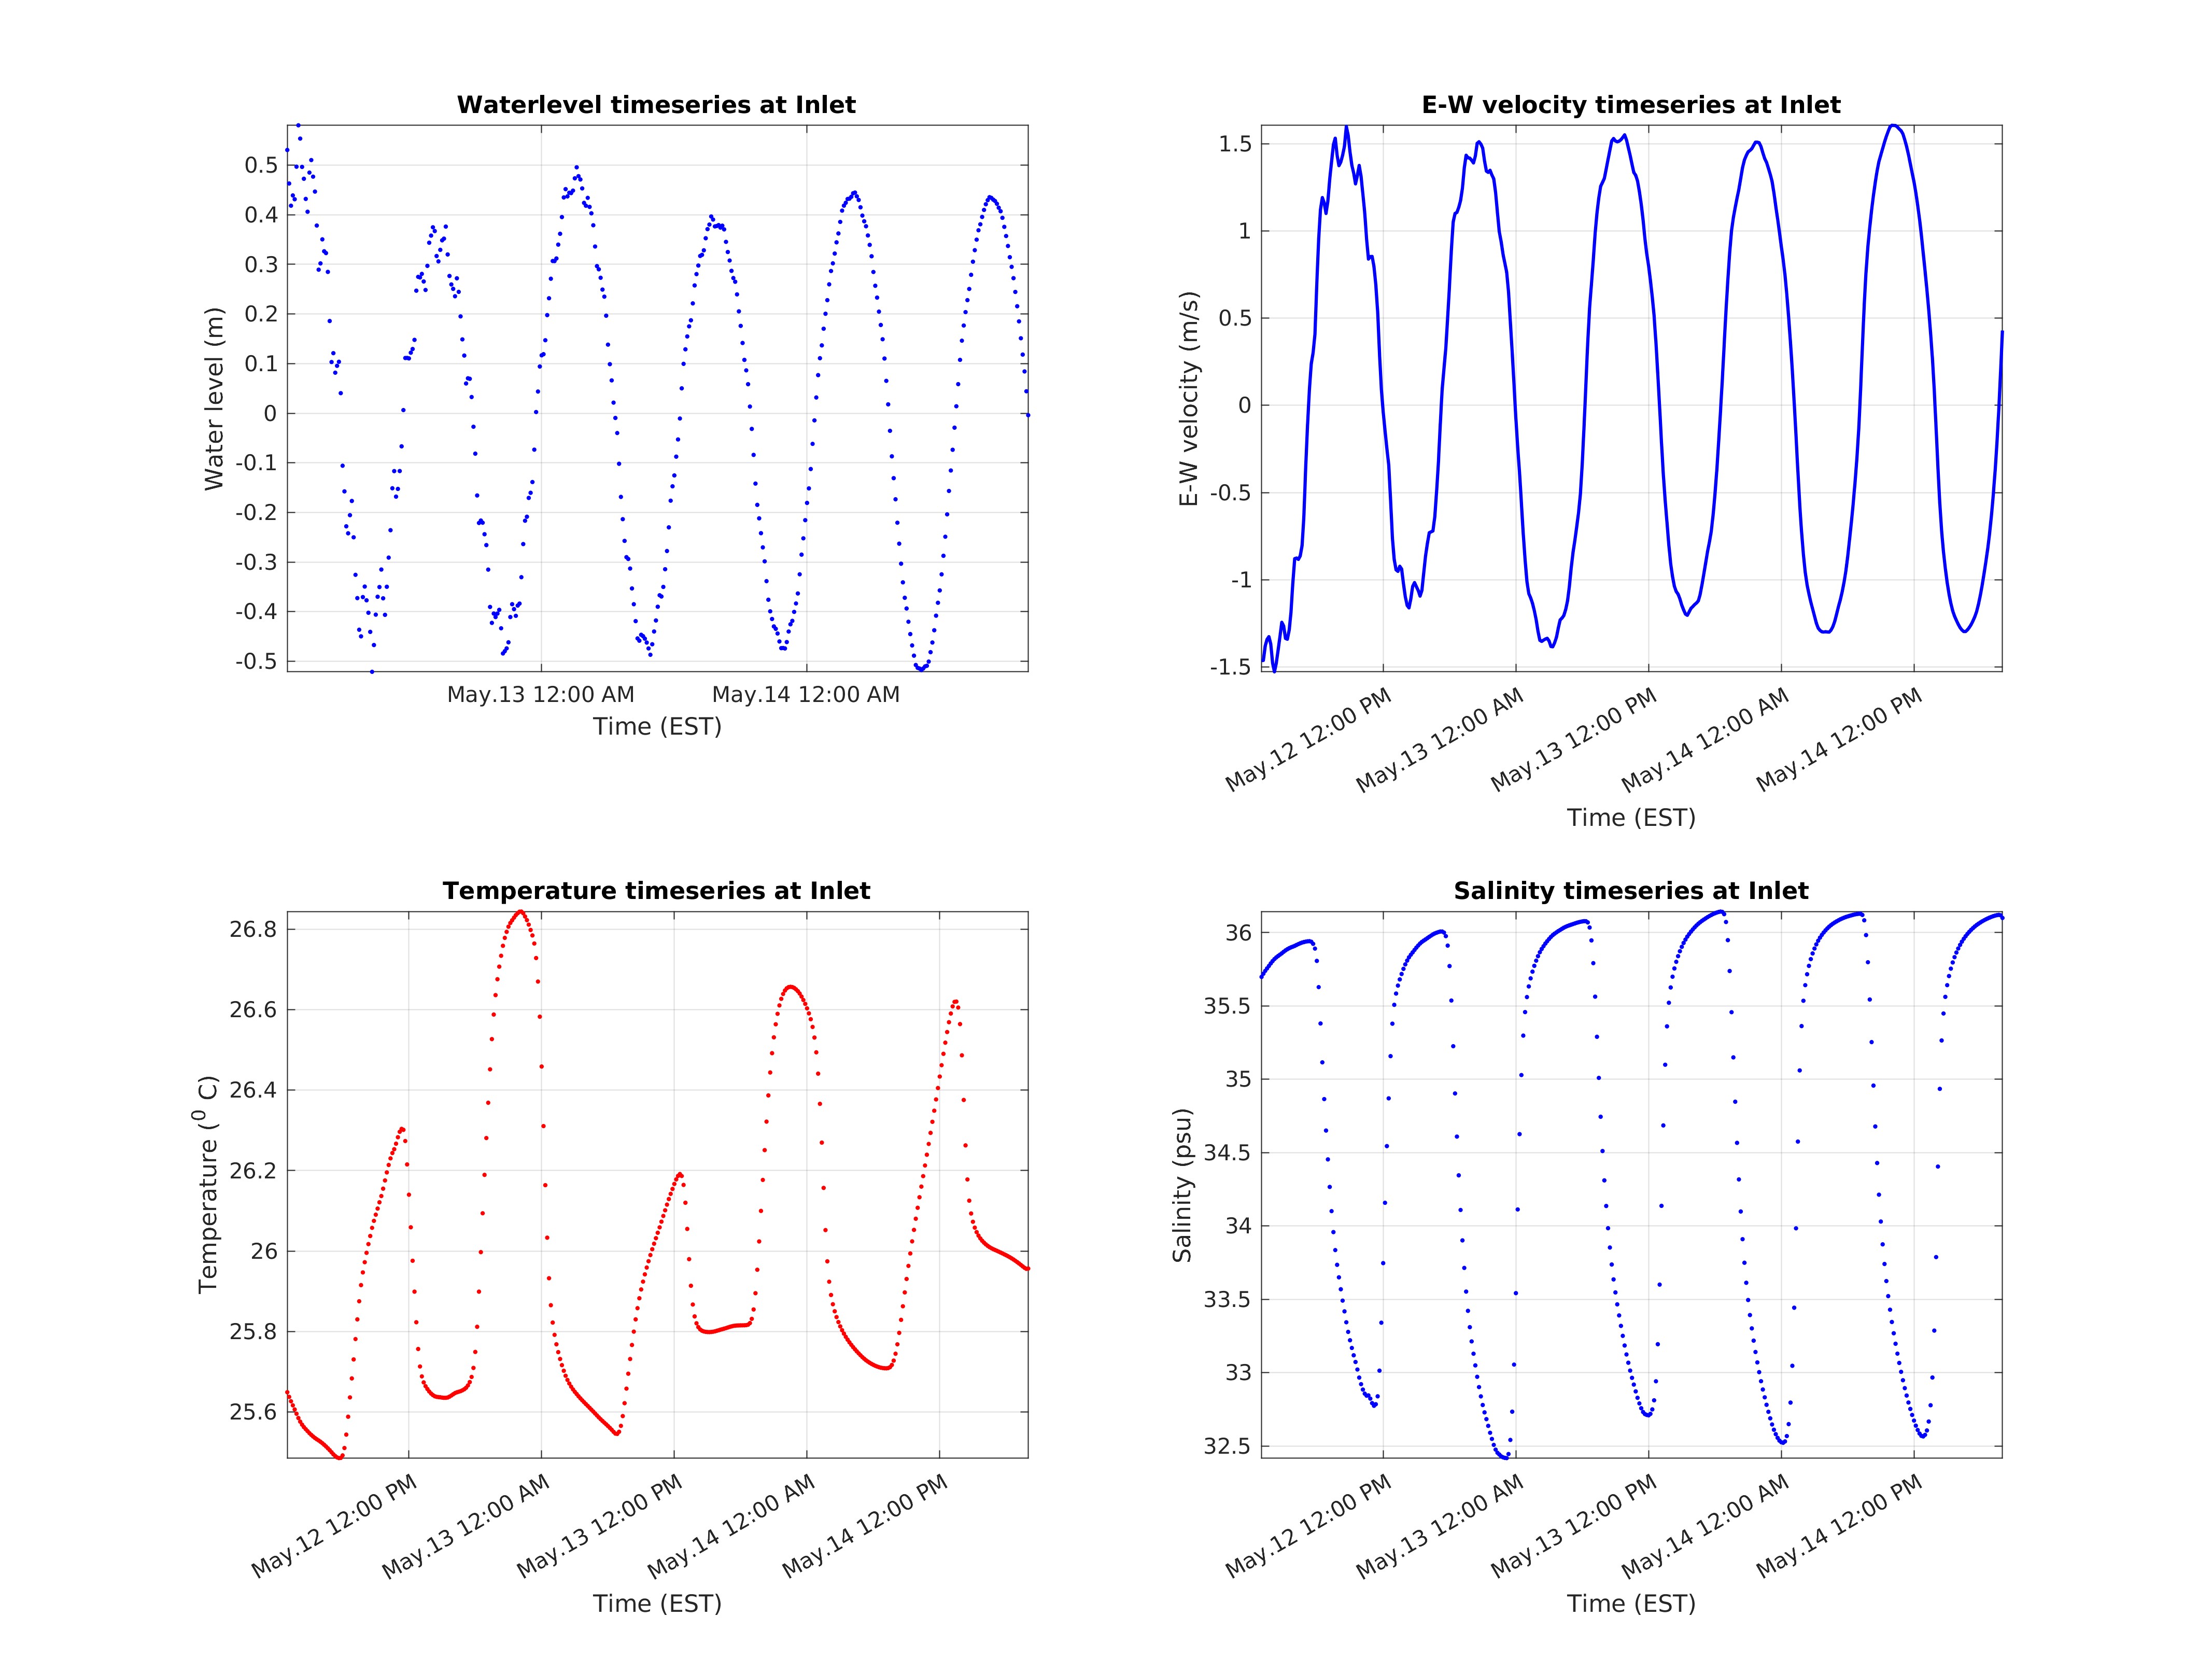 Waterlevel timeseries at Inlet
0.5
0.4
0.3
0.2
0.1
0
-0.1
-0.2
-0.3
-0.4
-0.5
Water level (m)
May.13 12:00 AM
May.14 12:00 AM
Time (EST)
E-W velocity timeseries at Inlet
1.5
1
0.5
0
-0.5
-1
-1.5
E-W velocity (m/s)
May.12 12:00 PM
May.13 12:00 AM
May.13 12:00 PM
May.14 12:00 AM
May.14 12:00 PM
Time (EST)
Temperature timeseries at Inlet
26.8
26.6
26.4
26.2
26
25.8
25.6
Temperature (⁰ C)
May.12 12:00 PM
May.13 12:00 AM
May.13 12:00 PM
May.14 12:00 AM
May.14 12:00 PM
Time (EST)
Salinity timeseries at Inlet
36
35.5
35
34.5
34
33.5
33
32.5
Salinity (psu)
May.12 12:00 PM
May.13 12:00 AM
May.13 12:00 PM
May.14 12:00 AM
May.14 12:00 PM
Time (EST)